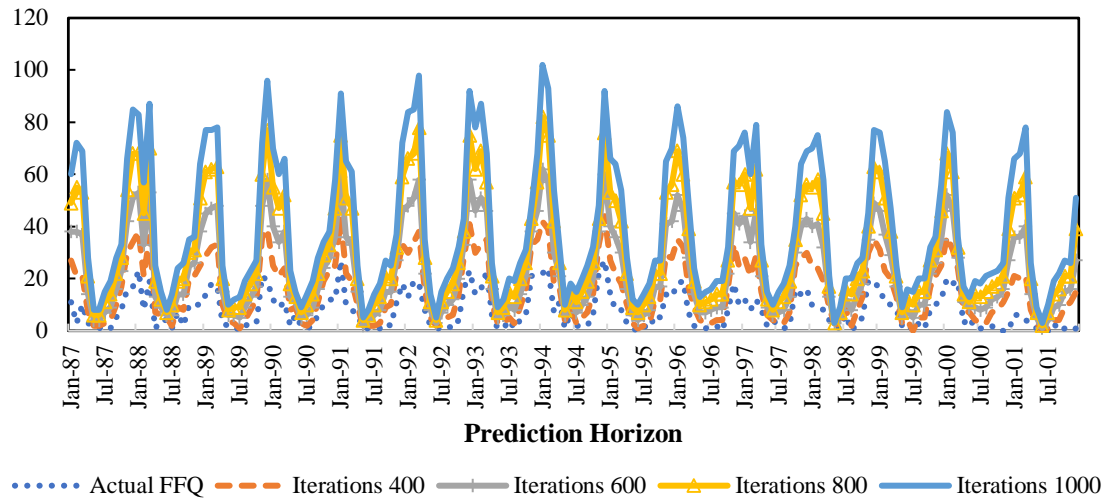 120
100
80
60
40
20
0
Jan-87
Jul-87
Jan-88
Jul-88
Jan-89
Jul-89
Jan-90
Jul-90
Jan-91
Jul-91
Jan-92
Jul-92
Jan-93
Jul-93
Jan-94
Jul-94
Jan-95
Jul-95
Jan-96
Jul-96
Jan-97
Jul-97
Jan-98
Jul-98
Jan-99
Jul-99
Jan-00
Jul-00
Jan-01
Jul-01
Prediction Horizon
Actual FFQ Iterations 400 Iterations 600 Iterations 800 Iterations 1000